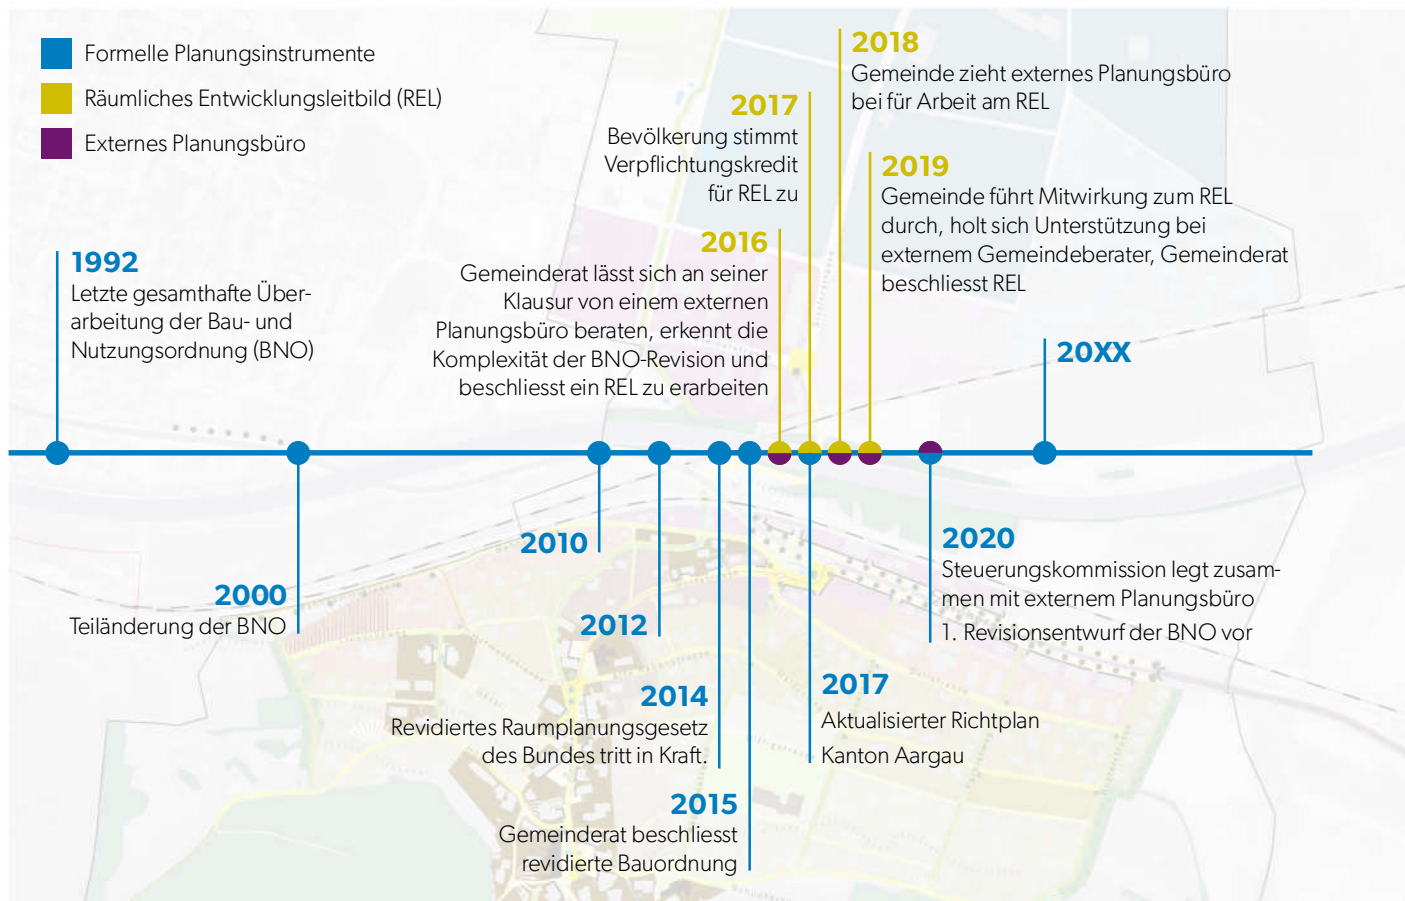 Formelle Planungsinstrumente
Räumliches Entwicklungsleitbild (REL)
Externes Planungsbüro
1992
Letzte gesamthafte Über-
arbeitung der Bau- und
Nutzungsordnung (BNO)
2000
Teiländerung der BNO
2010
2012
2014
Revidiertes Raumplanungsgesetz
des Bundes tritt in Kraft.
2015
Gemeinderat beschliesst
revidierte Bauordnung
2016
Gemeinderat lässt sich an seiner
Klausur von einem externen
Planungsbüro beraten, erkennt die
Komplexität der BNO-Revision und
beschliesst ein REL zu erarbeiten
2017
Bevölkerung stimmt
Verpflichtungskredit
für REL zu
2017
Aktualisierter Richtplan
Kanton Aargau
2018
Gemeinde zieht externes Planungsbüro
bei für Arbeit am REL
2019
Gemeinde führt Mitwirkung zum REL
durch, holt sich Unterstützung bei
externem Gemeindeberater, Gemeinderat
beschliesst REL
2020
Steuerungskommission legt zusam-
men mit externem Planungsbüro
1. Revisionsentwurf der BNO vor
20XX